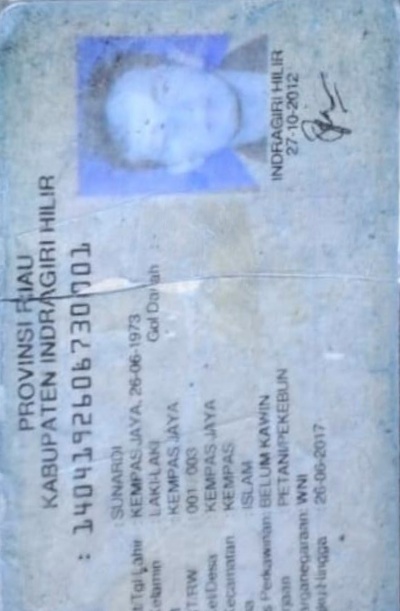 PROVINSI RIAU
KABUPATEN INDRAGIRI HILIR
: 1404192606730001
: SUNARDI
Tgl Lahir : KEMPAS JAYA, 26-06-1973
elamin : LAKI-LAKI Gol Darah : -
: KEMPAS JAYA
T/RW : 001 / 003
el/Desa : KEMPAS JAYA
ecamatan : KEMPAS
: ISLAM
s Perkawinan: BELUM KAWIN
aan : PETANI/PEKEBUN
rganegaraan: WNI
u Hingga : 26-06-2017
INDRAGIRI HILIR
27-10-2012